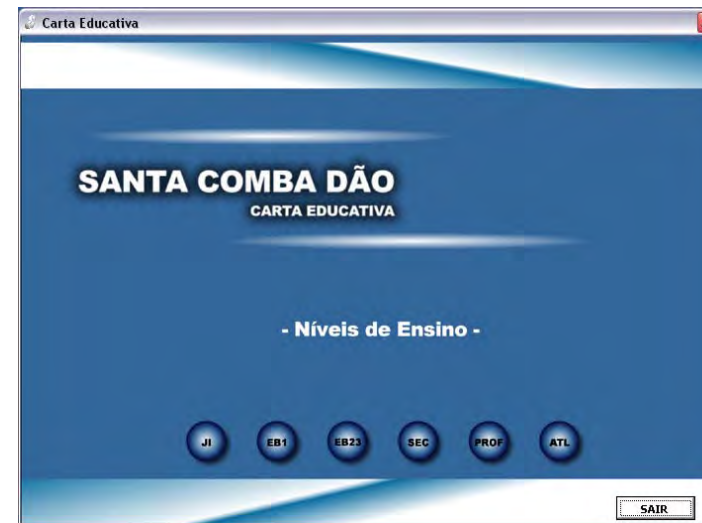 Carta Educativa
SANTA COMBA DÃO
CARTA EDUCATIVA
- Níveis de Ensino -
JI EB1 EB23 SEC PROF ATL
SAIR